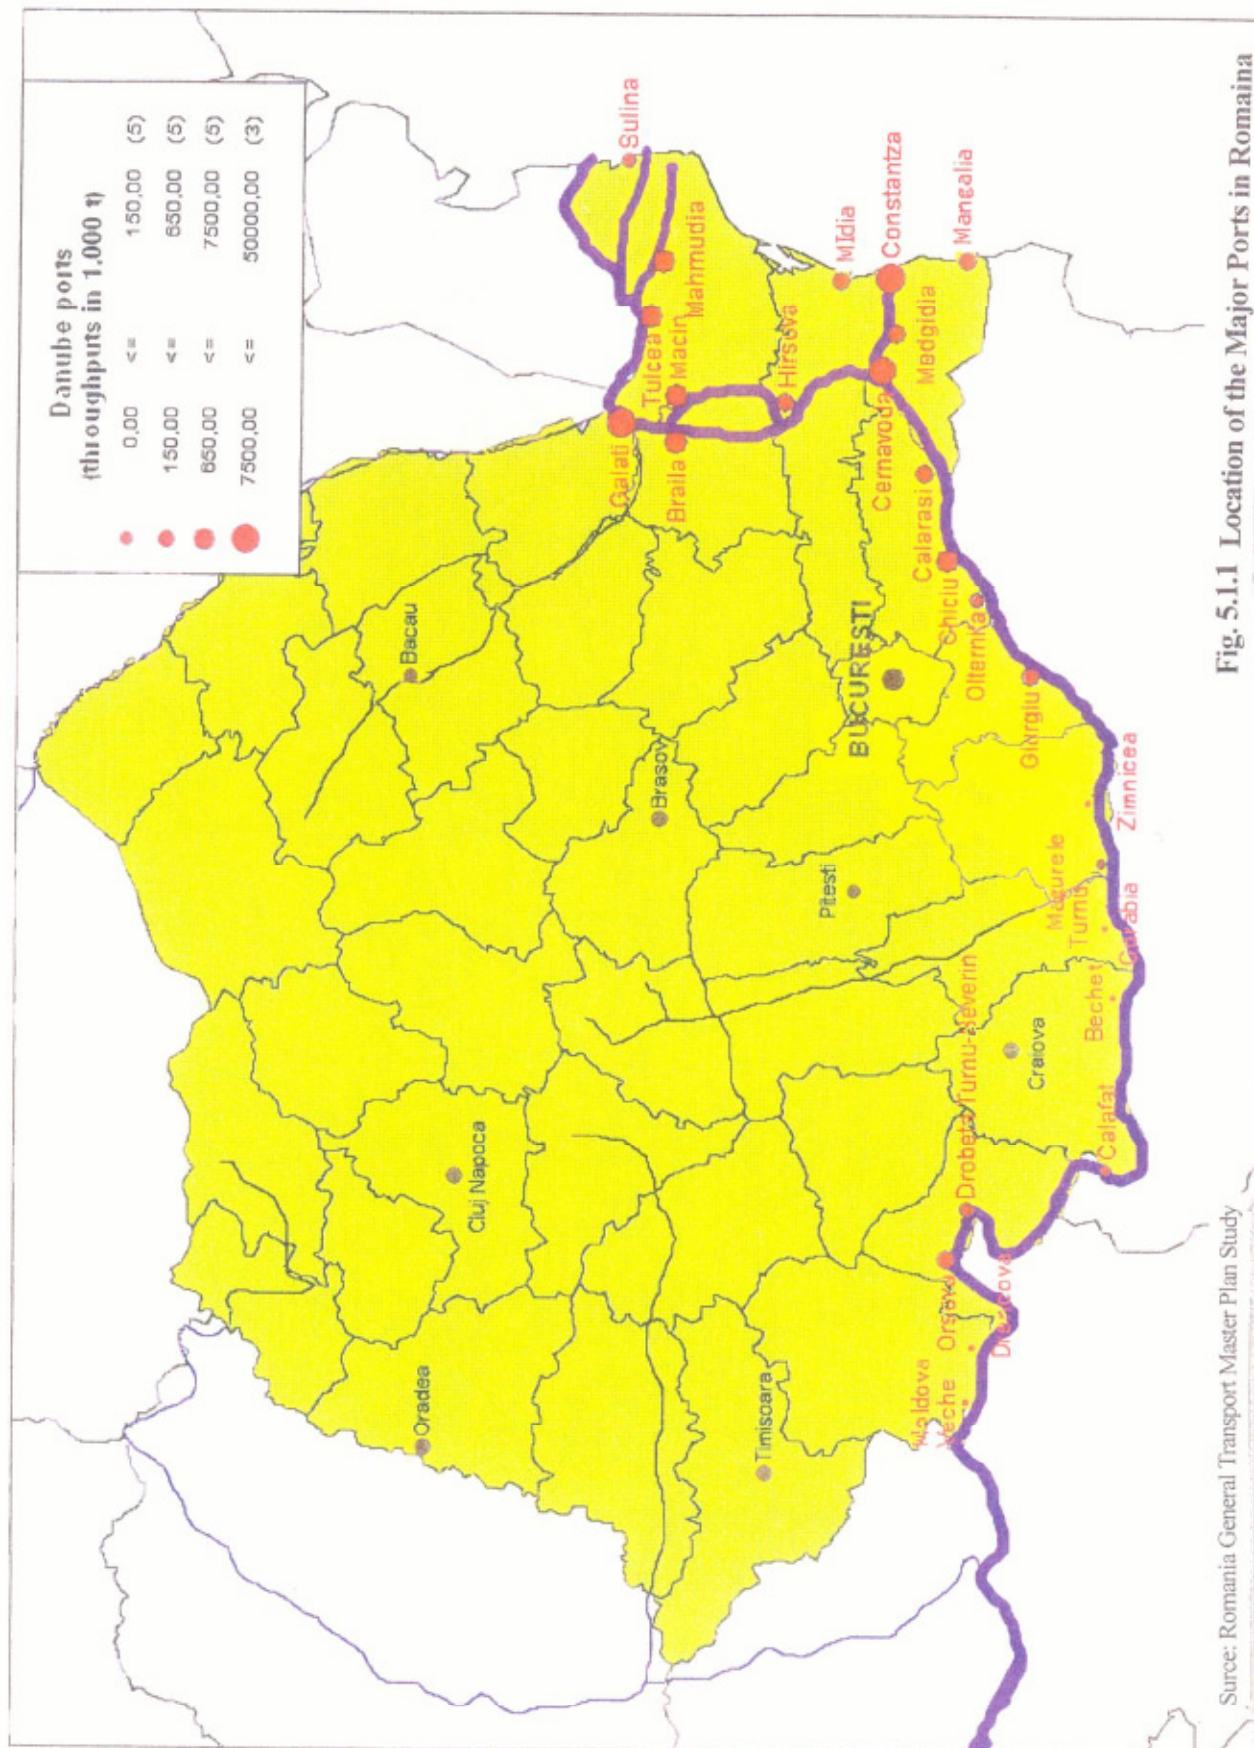 Danube ports
(throughputs in 1.000 t)
0,00 <= 150,00 (5)
150,00 <= 650,00 (5)
650,00 <= 7500,00 (5)
7500,00 <= 50000,00 (3)
Sulina
Mahmudia
Tulcea
Macin
Galati
Braila
Hirsova
MIdia
Constantza
Mangalia
Medgidia
Cernavoda
Calarasi
Chiciu
Olternita
Giurgiu
Zimnicea
Turnu
Magurele
Corabia
Bechet
Calafat
Drobeta Turnu-Severin
Orsova
Drencova
Moldova
Veche
Bacau
Brasov
BUCURESTI
Pitesti
Craiova
Cluj Napoca
Oradea
Timisoara
Surce: Romania General Transport Master Plan Study
Fig. 5.1.1 Location of the Major Ports in Romaina